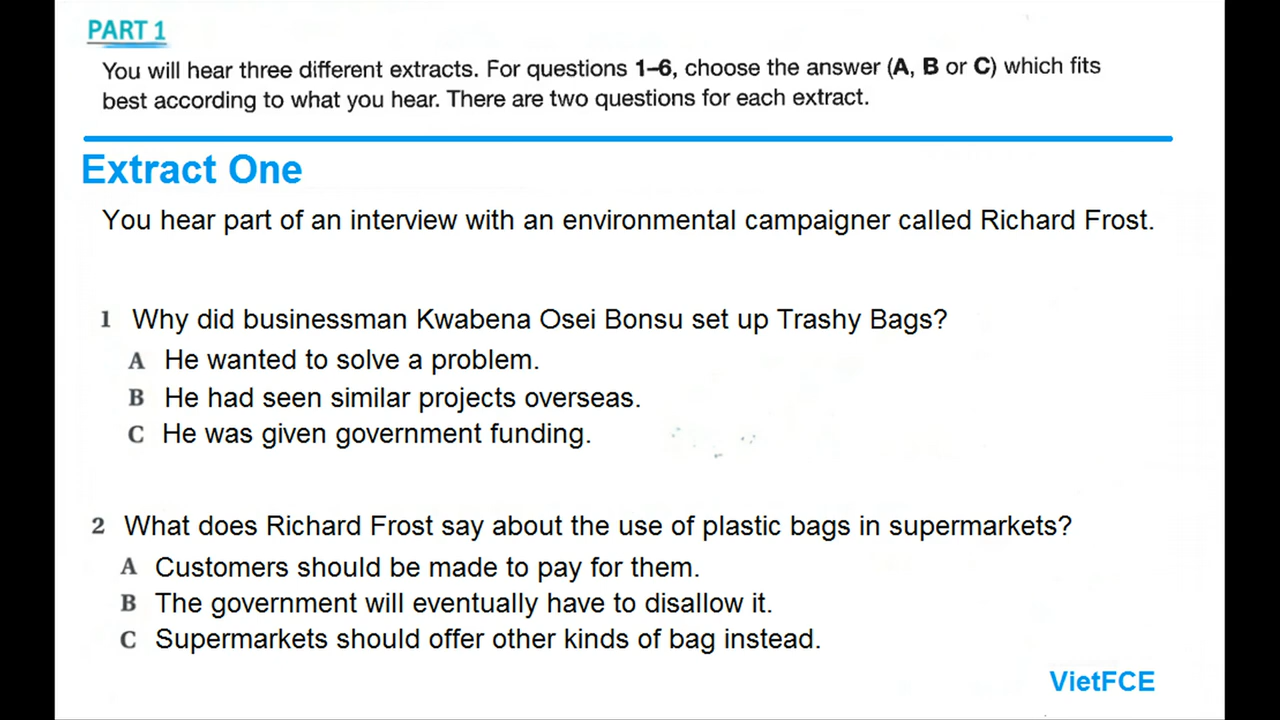 PART 1
You will hear three different extracts. For questions 1–6, choose the answer (A, B or C) which fits
best according to what you hear. There are two questions for each extract.
Extract One
You hear part of an interview with an environmental campaigner called Richard Frost.
1 Why did businessman Kwabena Osei Bonsu set up Trashy Bags?
A He wanted to solve a problem.
B He had seen similar projects overseas.
C He was given government funding.
2 What does Richard Frost say about the use of plastic bags in supermarkets?
A Customers should be made to pay for them.
B The government will eventually have to disallow it.
C Supermarkets should offer other kinds of bag instead.
VietFCE